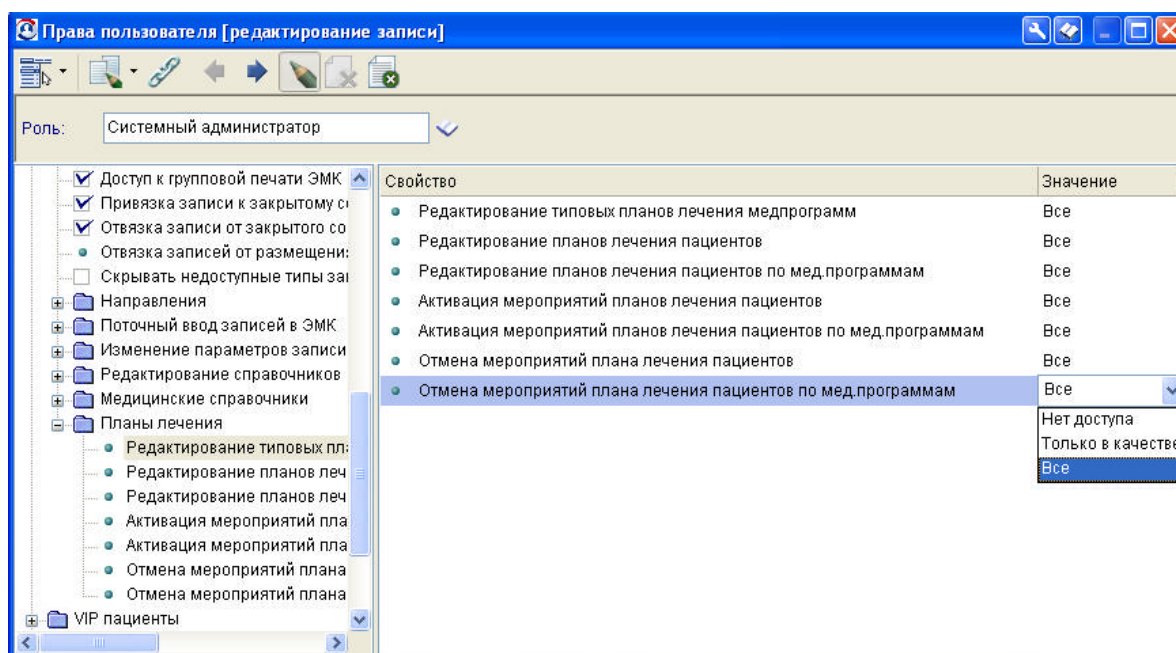 Права пользователя [редактирование записи]
Роль: Системный администратор
Доступ к групповой печати ЭМК
Привязка записи к закрытому
Отвязка записи от закрытого со
Отвязка записей от размещени
Скрывать недоступные типы
Направления
Поточный ввод записей в ЭМК
Изменение параметров записи
Редактирование справочников
Медицинские справочники
Планы лечения
Редактирование типовых
Редактирование планов леч
Редактирование планов леч
Активация мероприятий пла
Активация мероприятий пла
Отмена мероприятий плана
Отмена мероприятий плана
VIP пациенты
Свойство Значение
Редактирование типовых планов лечения медпрограмм Все
Редактирование планов лечения пациентов Все
Редактирование планов лечения пациентов по мед.программам Все
Активация мероприятий планов лечения пациентов Все
Активация мероприятий планов лечения пациентов по мед.программам Все
Отмена мероприятий плана лечения пациентов Все
Отмена мероприятий плана лечения пациентов по мед.программам Все
Нет доступа
Только в качестве
Все